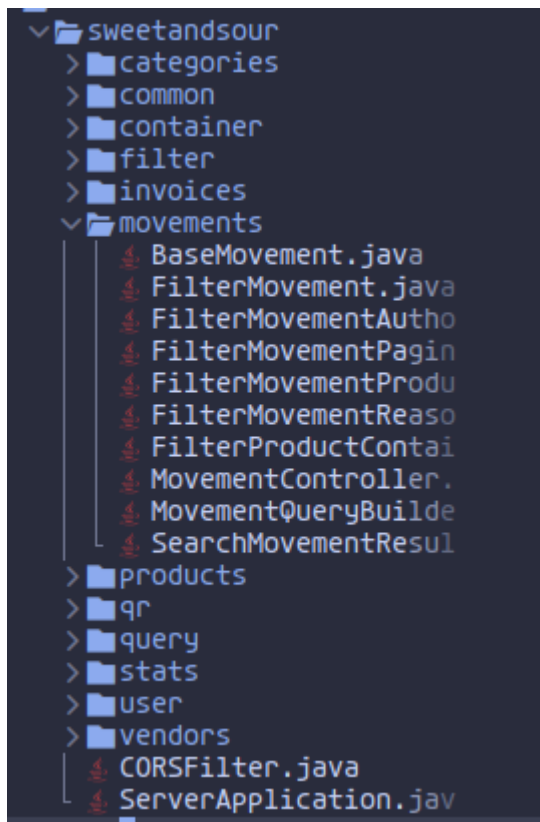 sweetandsour
categories
common
container
filter
invoices
movements
BaseMovement.java
FilterMovement.java
FilterMovementAutho
FilterMovementPagin
FilterMovementProdu
FilterMovementReaso
FilterProductContai
MovementController.
MovementQueryBuilde
SearchMovementResul
products
qr
query
stats
user
vendors
CORSFilter.java
ServerApplication.jav